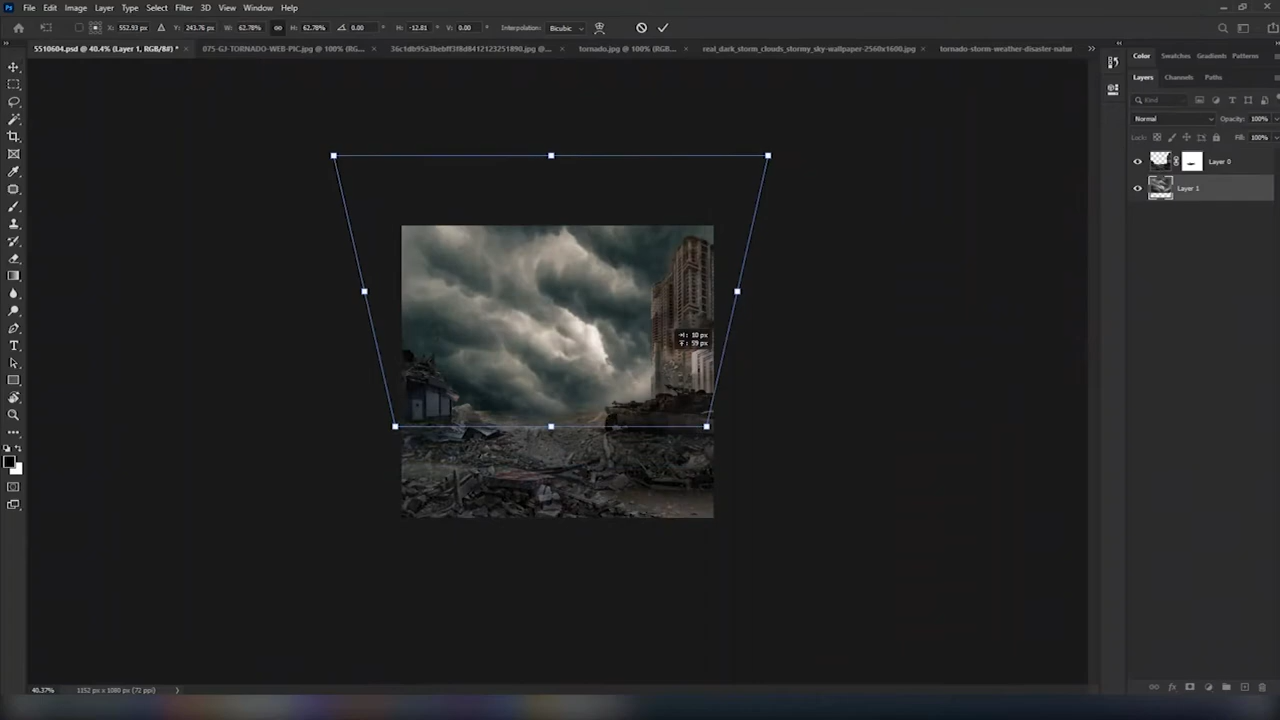 File Edit Image Layer Type Select Filter 3D View Window Help
X: 552.93 px Y: 243.76 px W: 62.78% H: 62.78% 0.00 ° H: -12.81 ° V: 0.00 ° Interpolation: Bicubic
5510604.psd @ 40.4% (Layer 1, RGB/8#) * × 075-GJ-TORNADO-WEB-PIC.jpg @ 100% (RG... × 36c1db95a3bebff3f8d8412123251890.jpg @... × tornado.jpg @ 100% (RGB... × real_dark_storm_clouds_stormy_sky-wallpaper-2560x1600.jpg × tornado-storm-weather-disaster-natur
Color Swatches Gradients Patterns
Layers Channels Paths
Kind
Normal Opacity: 100%
Lock: Fill: 100%
Layer 0
Layer 1
10 px
59 px
40.37% 1152 px x 1080 px (72 ppi)